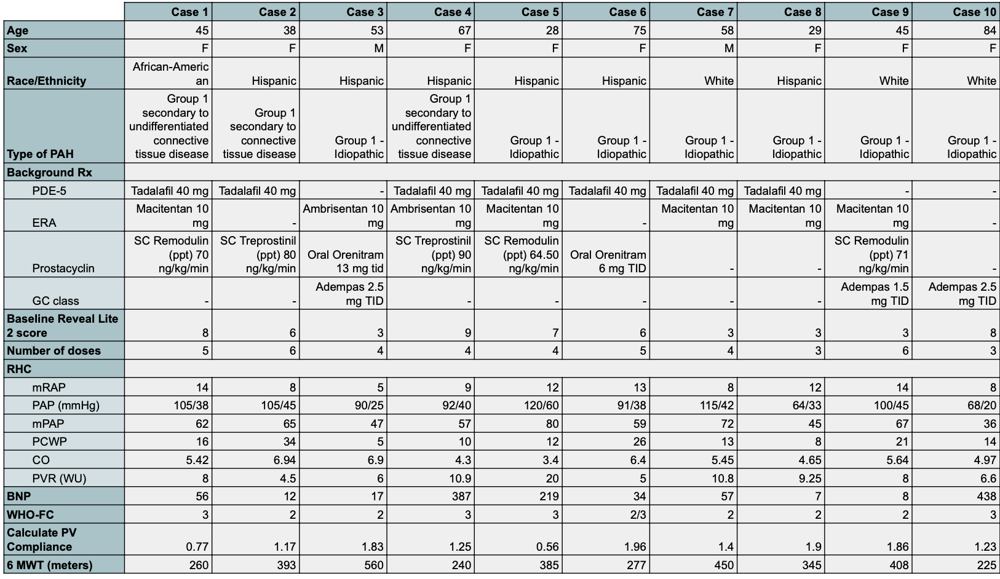 Case 1 Case 2 Case 3 Case 4 Case 5 Case 6 Case 7 Case 8 Case 9 Case 10
Age 45 38 53 67 28 75 58 29 45 84
Sex F F M F F F M F F F
African-Americ
Race/Ethnicity an Hispanic Hispanic Hispanic Hispanic Hispanic White Hispanic White White
Group 1 Group 1
secondary to secondary to
undifferentiated Group 1 undifferentiated
connective secondary to connective
tissue disease connective tissue disease
tissue disease
Type of PAH Group 1 - Idiopathic Group 1 - Idiopathic Group 1 - Idiopathic Group 1 - Idiopathic Group 1 - Idiopathic Group 1 - Idiopathic Group 1 - Idiopathic
Background Rx
PDE-5 Tadalafil 40 mg Tadalafil 40 mg - Tadalafil 40 mg Tadalafil 40 mg Tadalafil 40 mg Tadalafil 40 mg Tadalafil 40 mg - -
Macitentan 10 Ambrisentan 10 Ambrisentan 10 Macitentan 10 Macitentan 10 Macitentan 10 Macitentan 10
ERA mg - mg mg mg - mg mg mg -
SC Remodulin SC Treprostinil SC Treprostinil SC Remodulin SC Remodulin
(ppt) 70 (ppt) 80 Oral Orenitram (ppt) 90 (ppt) 64.50 Oral Orenitram (ppt) 71
Prostacyclin ng/kg/min ng/kg/min 13 mg tid ng/kg/min ng/kg/min 6 mg TID - - ng/kg/min -
Adempas 2.5 Adempas 1.5 Adempas 2.5
GC class - - mg TID - - - - - mg TID mg TID
Baseline Reveal Lite
2 score 8 6 3 9 7 6 3 3 3 8
Number of doses 5 6 4 4 4 5 4 3 6 3
RHC
mRAP 14 8 5 9 12 13 8 12 14 8
PAP (mmHg) 105/38 105/45 90/25 92/40 120/60 91/38 115/42 64/33 100/45 68/20
mPAP 62 65 47 57 80 59 72 45 67 36
PCWP 16 34 5 10 12 26 13 8 21 14
CO 5.42 6.94 6.9 4.3 3.4 6.4 5.45 4.65 5.64 4.97
PVR (WU) 8 4.5 6 10.9 20 5 10.8 9.25 8 6.6
BNP 56 12 17 387 219 34 57 7 8 438
WHO-FC 3 2 2 3 3 2/3 2 2 2 3
Calculate PV
Compliance 0.77 1.17 1.83 1.25 0.56 1.96 1.4 1.9 1.86 1.23
6 MWT (meters) 260 393 560 240 385 277 450 345 408 225